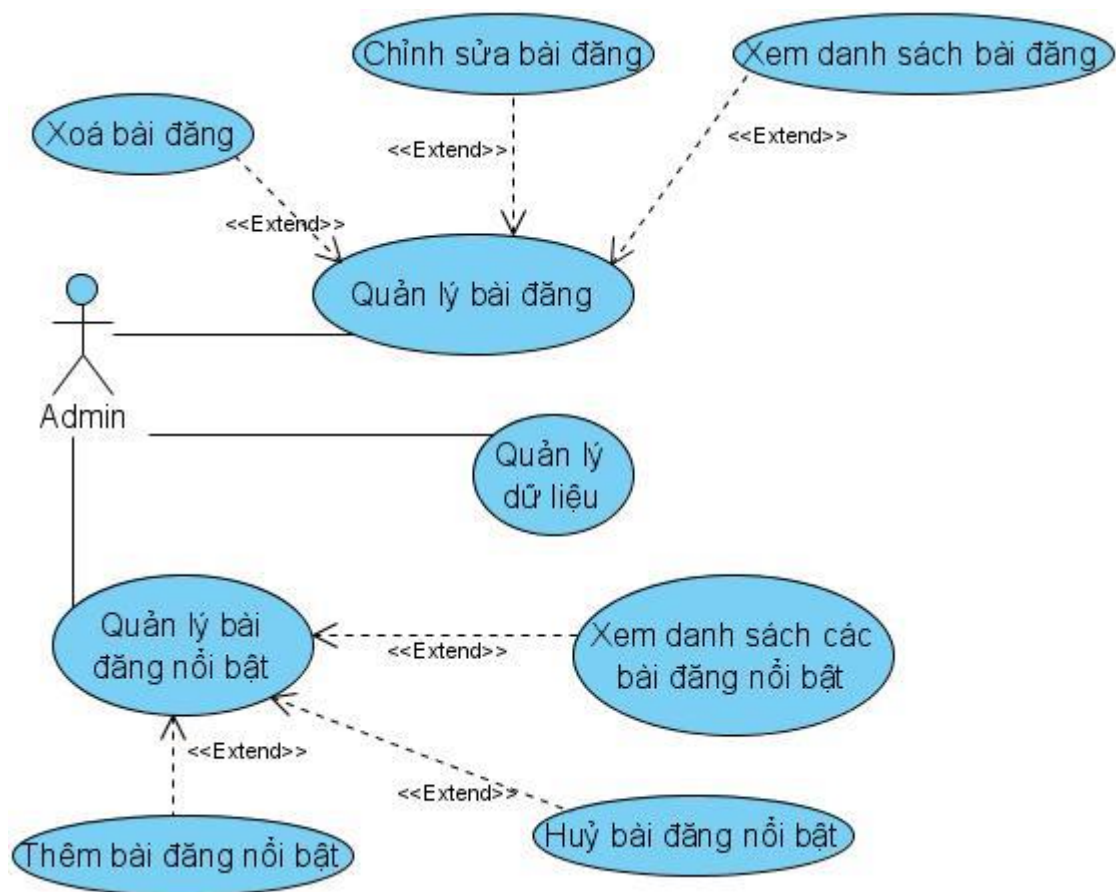 Chỉnh sửa bài đăng
Xem danh sách bài đăng
Xoá bài đăng
<<Extend>>
<<Extend>>
<<Extend>>
Quản lý bài đăng
Admin
Quản lý
dữ liệu
Quản lý bài
đăng nổi bật
<<Extend>>
Xem danh sách các
bài đăng nổi bật
<<Extend>>
<<Extend>>
Thêm bài đăng nổi bật
Huỷ bài đăng nổi bật